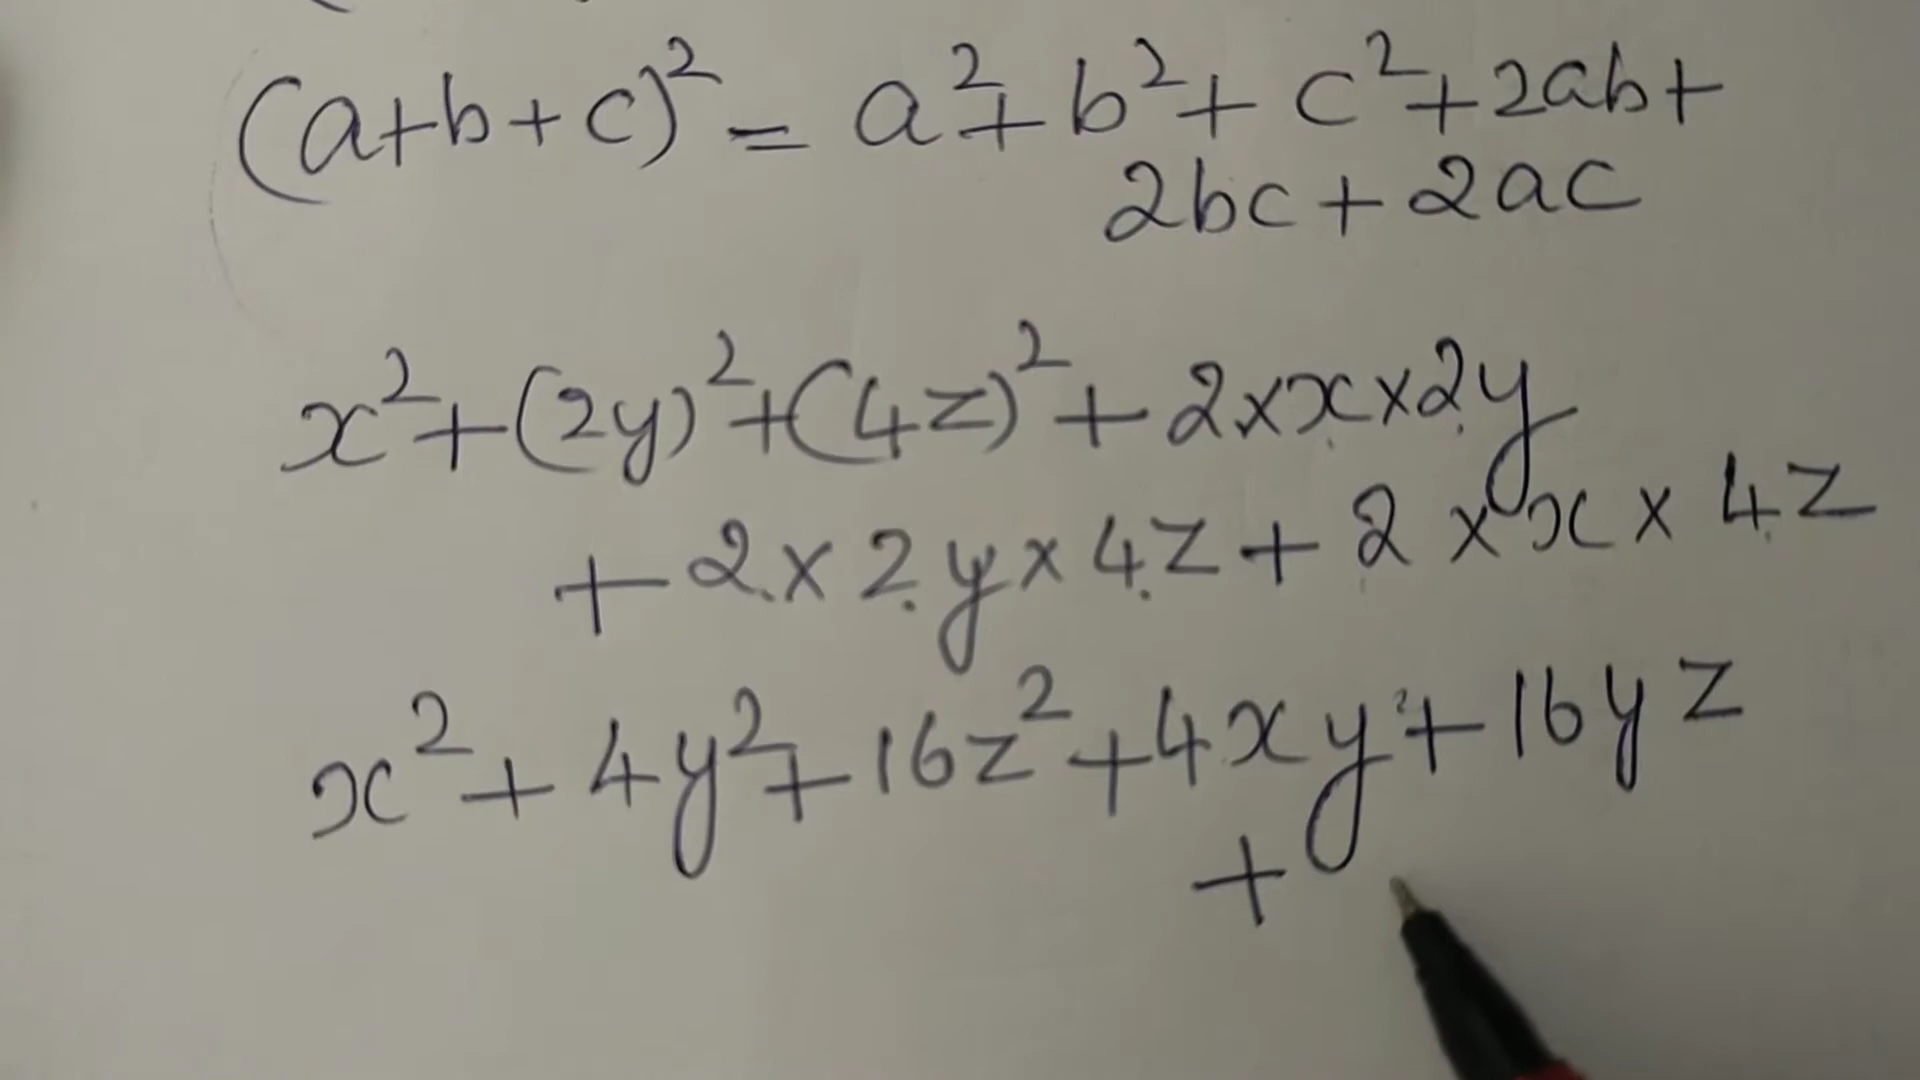 (a+b+c)² = a²+b²+c²+2ab+
2bc+2ac
x²+(2y)²+(4z)²+2×x×2y
+2×2y×4z+2×x×4z
x²+4y²+16z²+4xy+16yz
+